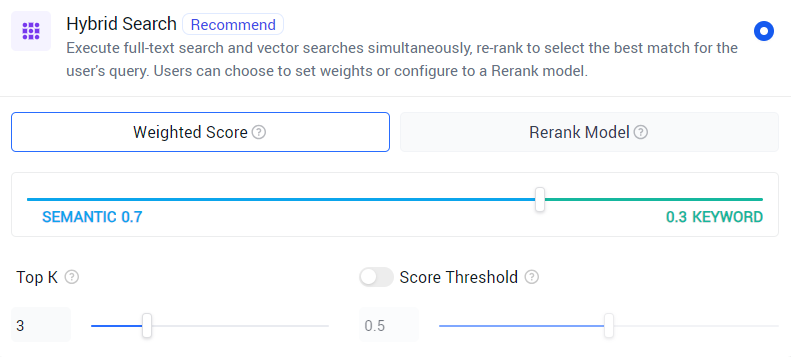 Hybrid Search Recommend
Execute full-text search and vector searches simultaneously, re-rank to select the best match for the
user's query. Users can choose to set weights or configure to a Rerank model.
Weighted Score ? Rerank Model ?
SEMANTIC 0.7 0.3 KEYWORD
Top K ? Score Threshold ?
3 0.5